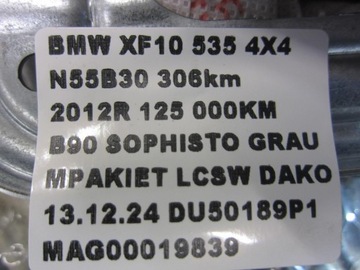 BMW XF10 535 4X4
N55B30 306km
2012R 125 000KM
B90 SOPHISTO GRAU
MPAKIET LCSW DAKO
13.12.24 DU50189P1
MAG00019839